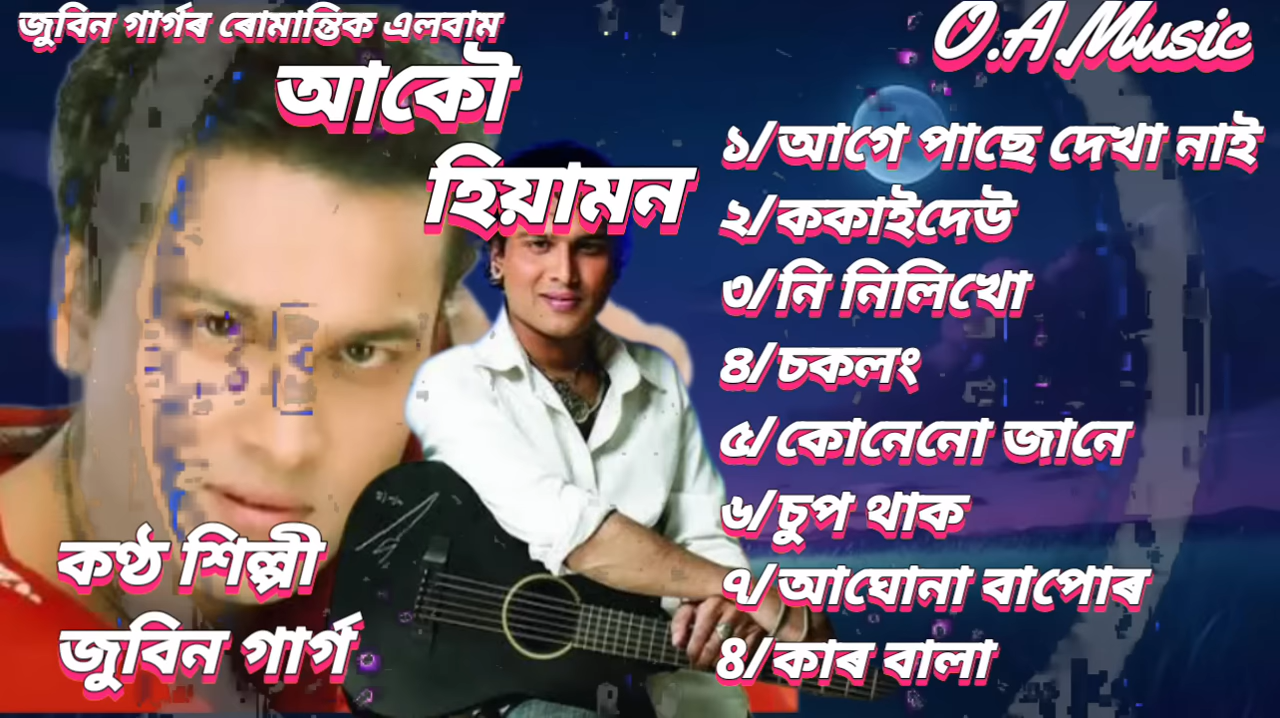 জুবিন গাৰ্গৰ ৰোমান্তিক এলবাম
O.A.Music
আকৌ
হিয়ামন
১/আগে পাছে দেখা নাই
২/ককাইদেউ
৩/নি নিলিখো
৪/চকলং
৫/কোনেনো জানে
৬/চুপ থাক
৭/আঘোনা বাপোৰ
৪/কাৰ বালা
কণ্ঠ শিল্পী
জুবিন গাৰ্গ